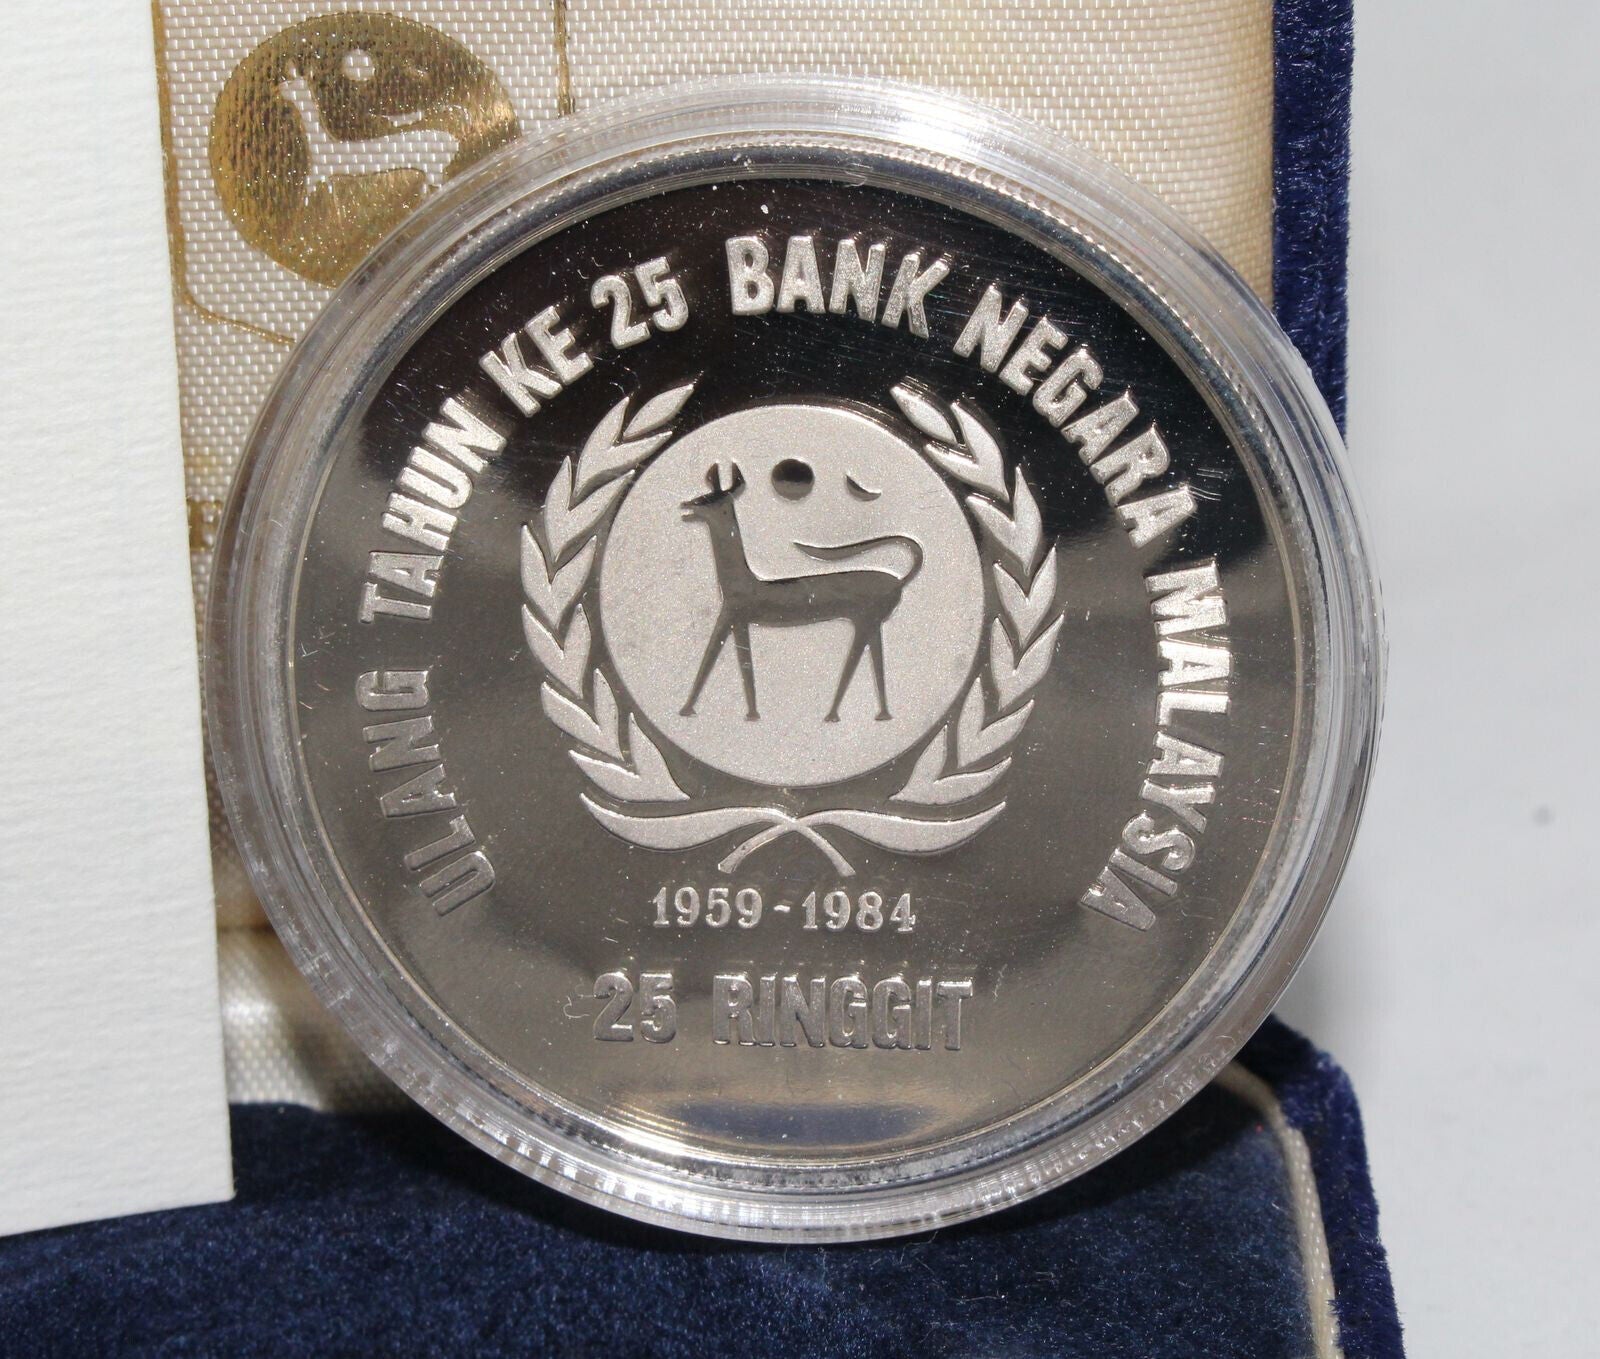 ULANG TAHUN KE 25 BANK NEGARA MALAYSIA
1959-1984
25 RINGGIT